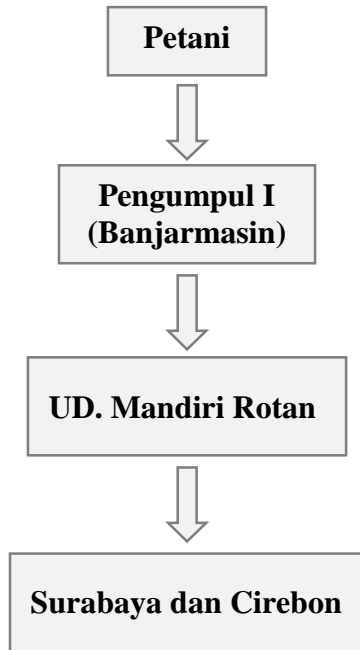 Petani
Pengumpul I
(Banjarmasin)
UD. Mandiri Rotan
Surabaya dan Cirebon